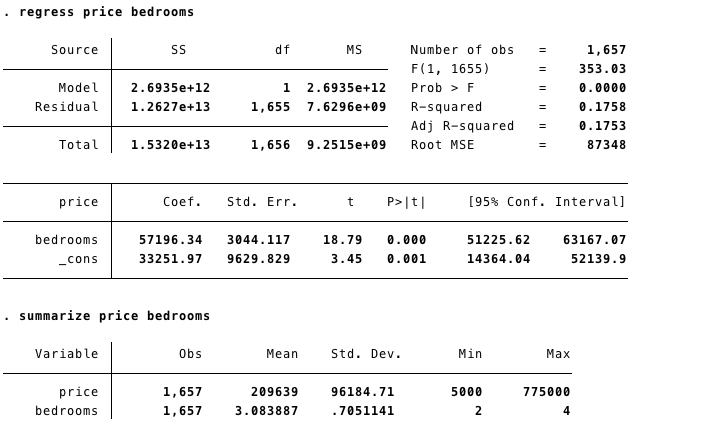 . regress price bedrooms
Source SS df MS Number of obs = 1,657
F(1, 1655) = 353.03
Model 2.6935e+12 1 2.6935e+12 Prob > F = 0.0000
Residual 1.2627e+13 1,655 7.6296e+09 R-squared = 0.1758
Adj R-squared = 0.1753
Total 1.5320e+13 1,656 9.2515e+09 Root MSE = 87348
price Coef. Std. Err. t P>|t| [95% Conf. Interval]
bedrooms 57196.34 3044.117 18.79 0.000 51225.62 63167.07
_cons 33251.97 9629.829 3.45 0.001 14364.04 52139.9
. summarize price bedrooms
Variable Obs Mean Std. Dev. Min Max
price 1,657 209639 96184.71 5000 775000
bedrooms 1,657 3.083887 .7051141 2 4